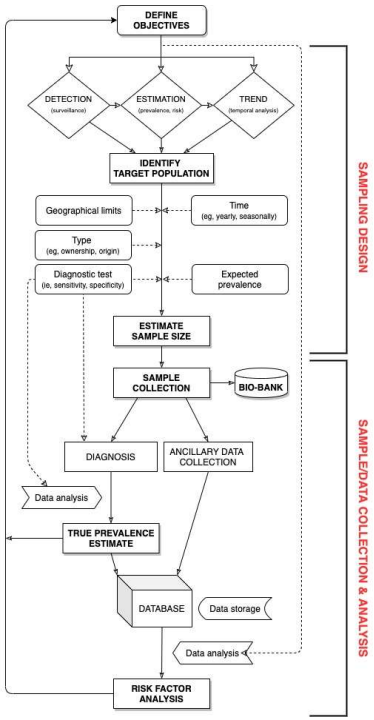 DEFINE
OBJECTIVES
DETECTION
(surveillance)
ESTIMATION
(prevalence, risk)
TREND
(temporal analysis)
IDENTIFY
TARGET POPULATION
Geographical limits
Time
(eg, yearly, seasonally)
Type
(eg, ownership, origin)
Diagnostic test
(ie, sensitivity, specificity)
Expected
prevalence
ESTIMATE
SAMPLE SIZE
SAMPLING DESIGN
SAMPLE
COLLECTION
BIO-BANK
DIAGNOSIS
ANCILLARY DATA
COLLECTION
Data analysis
TRUE PREVALENCE
ESTIMATE
DATABASE
Data storage
Data analysis
RISK FACTOR
ANALYSIS
SAMPLE/DATA COLLECTION & ANALYSIS